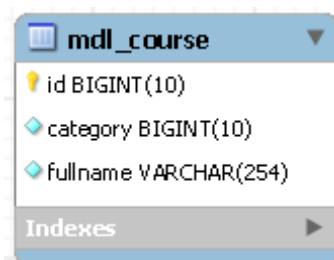 mdl_course
id BIGINT(10)
category BIGINT(10)
fullname VARCHAR(254)
Indexes